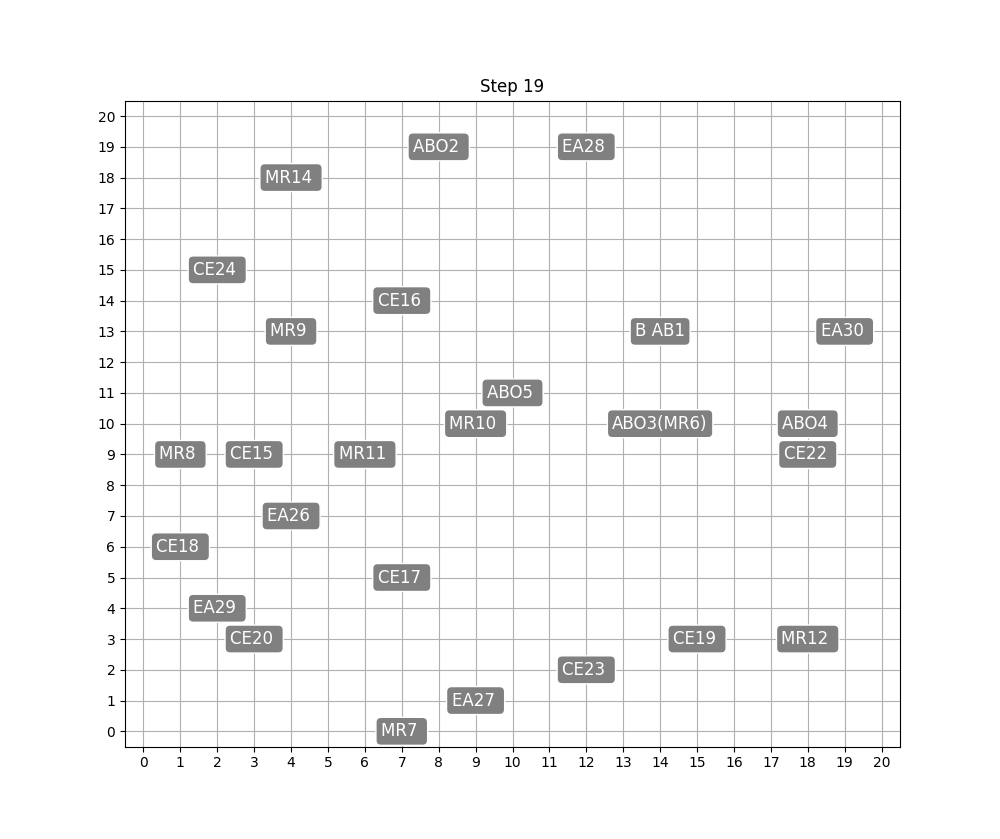 Step 19
20
19
ABO2 EA28
18
MR14
17
16
15
CE24
14
CE16
13
MR9 B AB1 EA30
12
11
ABO5
10
MR10 ABO3(MR6) ABO4
9
MR8 CE15 MR11 CE22
8
7
EA26
6
CE18
5
CE17
4
EA29
3
CE20 CE19 MR12
2
CE23
1
EA27
0
MR7
0 1 2 3 4 5 6 7 8 9 10 11 12 13 14 15 16 17 18 19 20